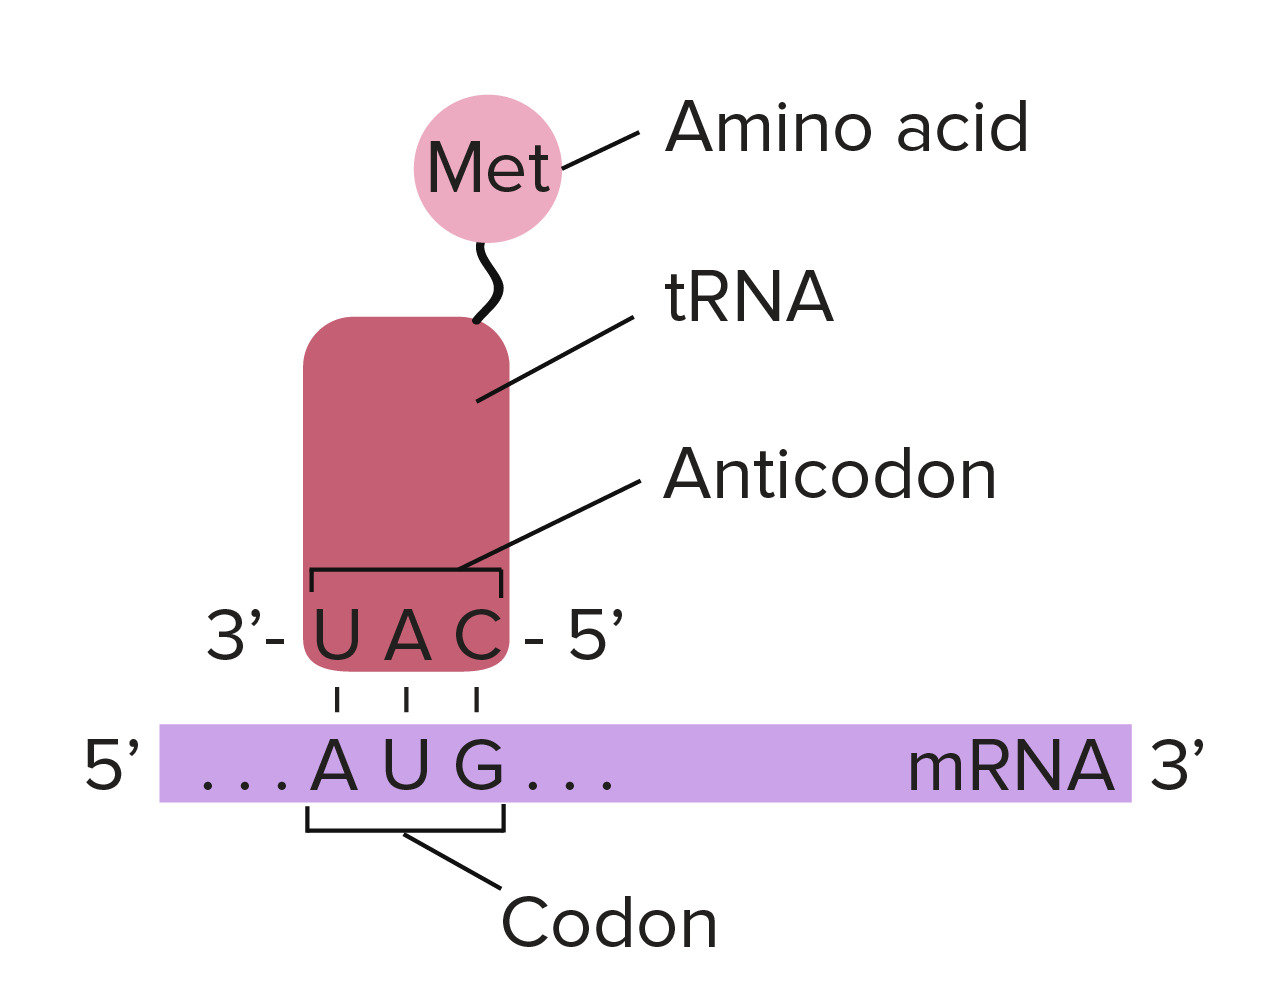 Met
Amino acid
tRNA
Anticodon
3’- U A C - 5’
5’ . . . A U G . . . mRNA 3’
Codon